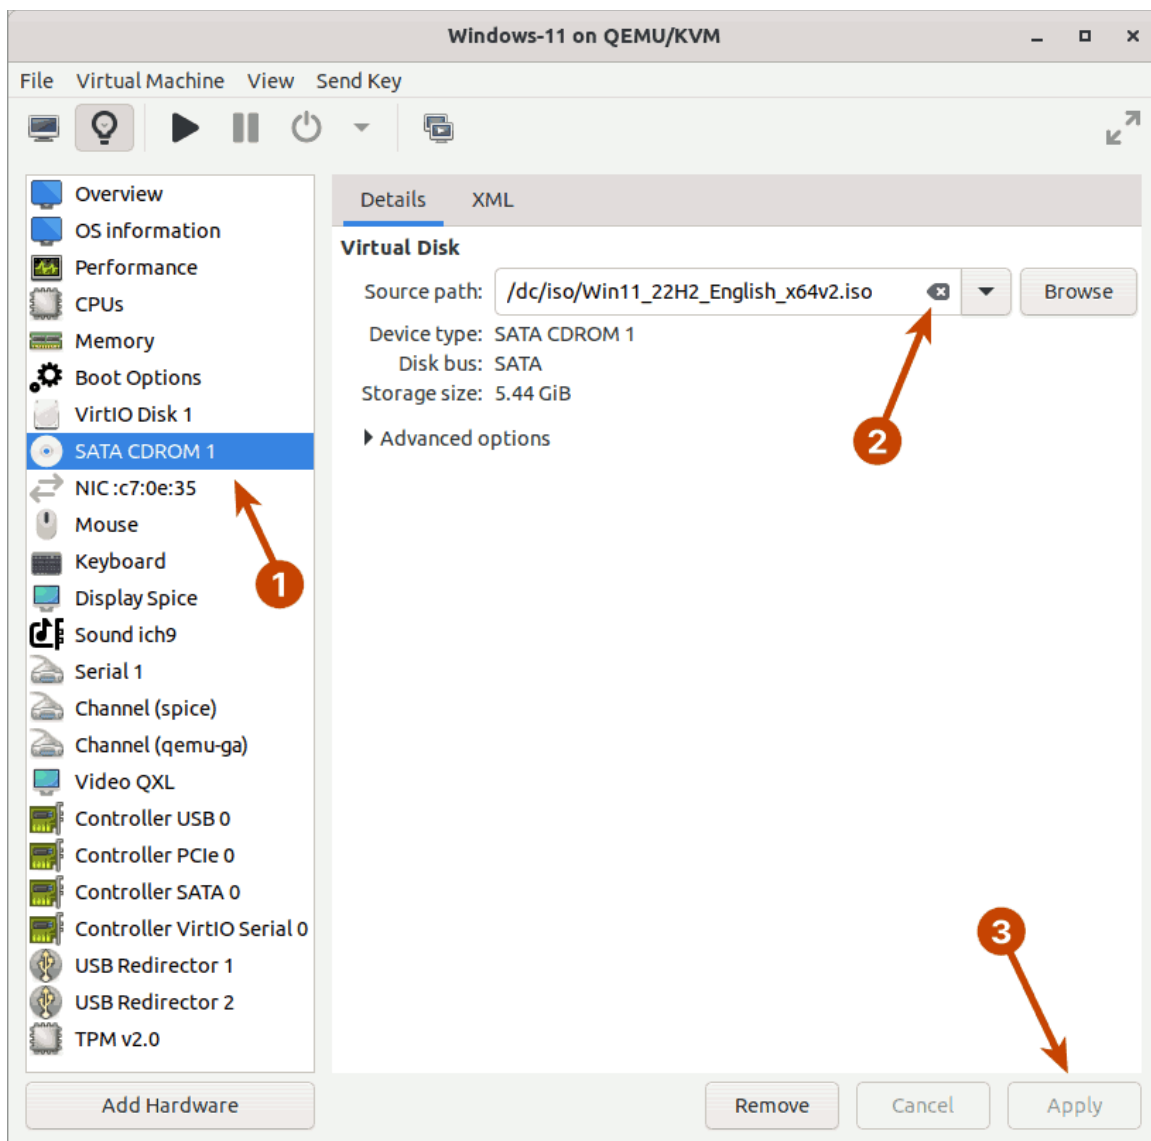 Windows-11 on QEMU/KVM
File Virtual Machine View Send Key
Overview
OS information
Performance
CPUs
Memory
Boot Options
VirtIO Disk 1
SATA CDROM 1
NIC :c7:0e:35
Mouse
Keyboard
Display Spice
Sound ich9
Serial 1
Channel (spice)
Channel (qemu-ga)
Video QXL
Controller USB 0
Controller PCIe 0
Controller SATA 0
Controller VirtIO Serial 0
USB Redirector 1
USB Redirector 2
TPM v2.0
Add Hardware
1
Details XML
Virtual Disk
Source path: /dc/iso/Win11_22H2_English_x64v2.iso Browse
Device type: SATA CDROM 1
Disk bus: SATA
Storage size: 5.44 GiB
Advanced options
2
3
Remove Cancel Apply